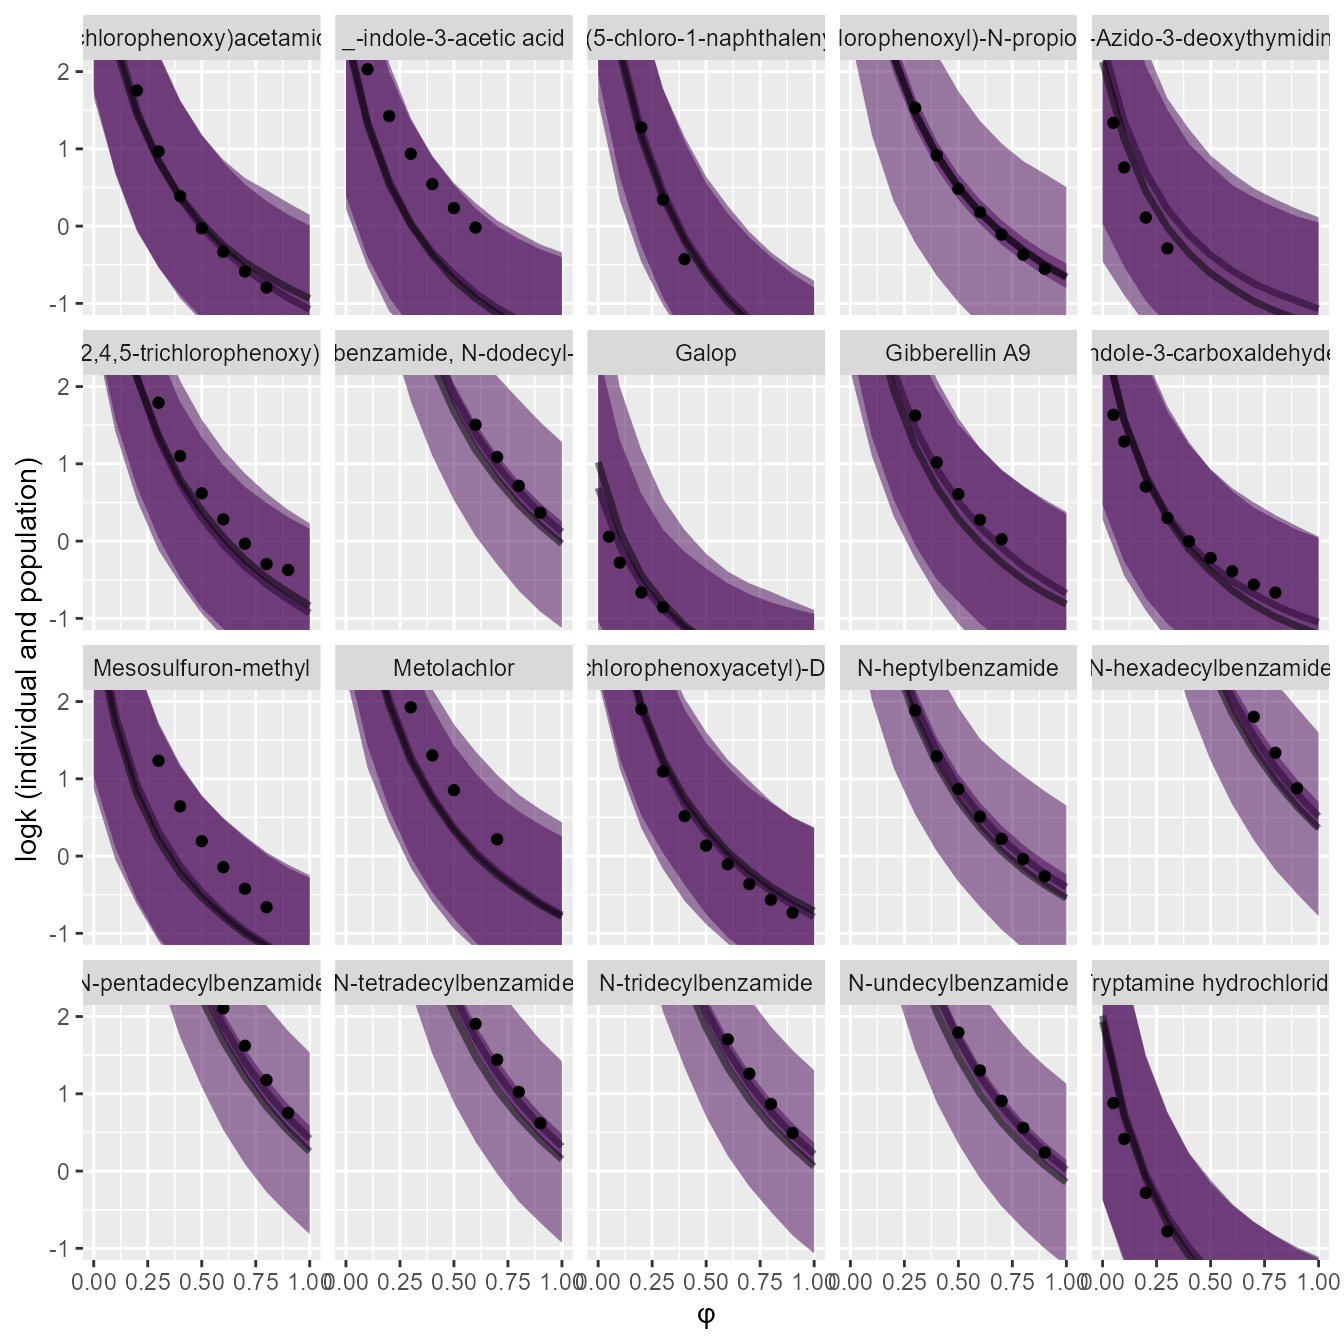 chlorophenoxy)acetamid
_-indole-3-acetic acid
(5-chloro-1-naphthaleny
lorophenoxyl)-N-propio
-Azido-3-deoxythymidin
2
1
0
-1
2,4,5-trichlorophenoxy)
benzamide, N-dodecyl-
Galop
Gibberellin A9
ndole-3-carboxaldehyde
2
1
0
-1
logk (individual and population)
Mesosulfuron-methyl
Metolachlor
chlorophenoxyacetyl)-D
N-heptylbenzamide
N-hexadecylbenzamide
2
1
0
-1
N-pentadecylbenzamide
N-tetradecylbenzamide
N-tridecylbenzamide
N-undecylbenzamide
Tryptamine hydrochlorid
2
1
0
-1
0.00 0.25 0.50 0.75 1.00
0.00 0.25 0.50 0.75 1.00
0.00 0.25 0.50 0.75 1.00
0.00 0.25 0.50 0.75 1.00
0.00 0.25 0.50 0.75 1.00
φ